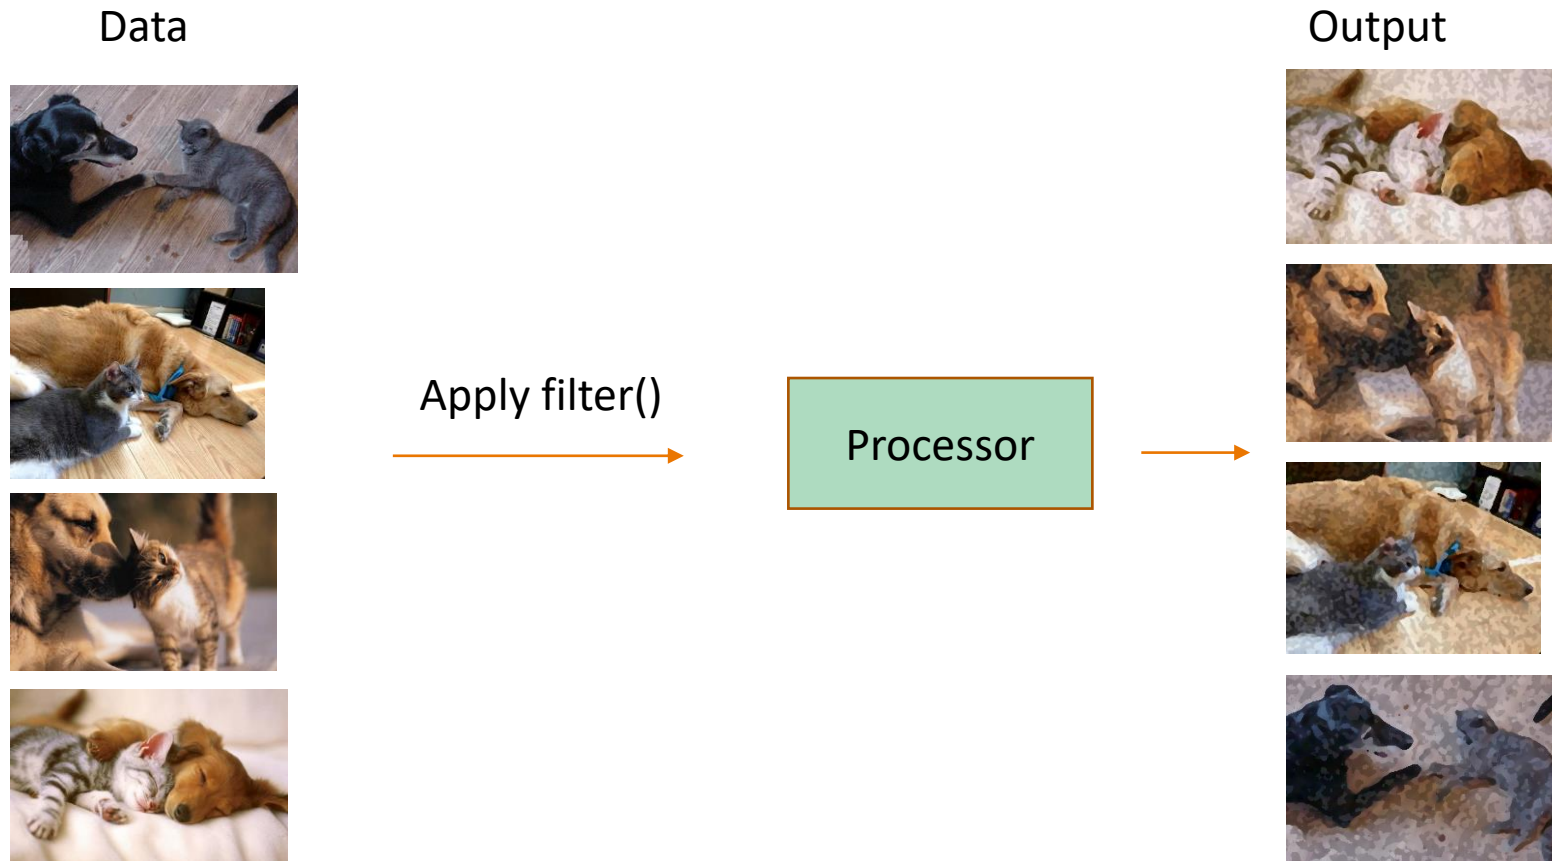 Data
Output
Apply filter()
Processor